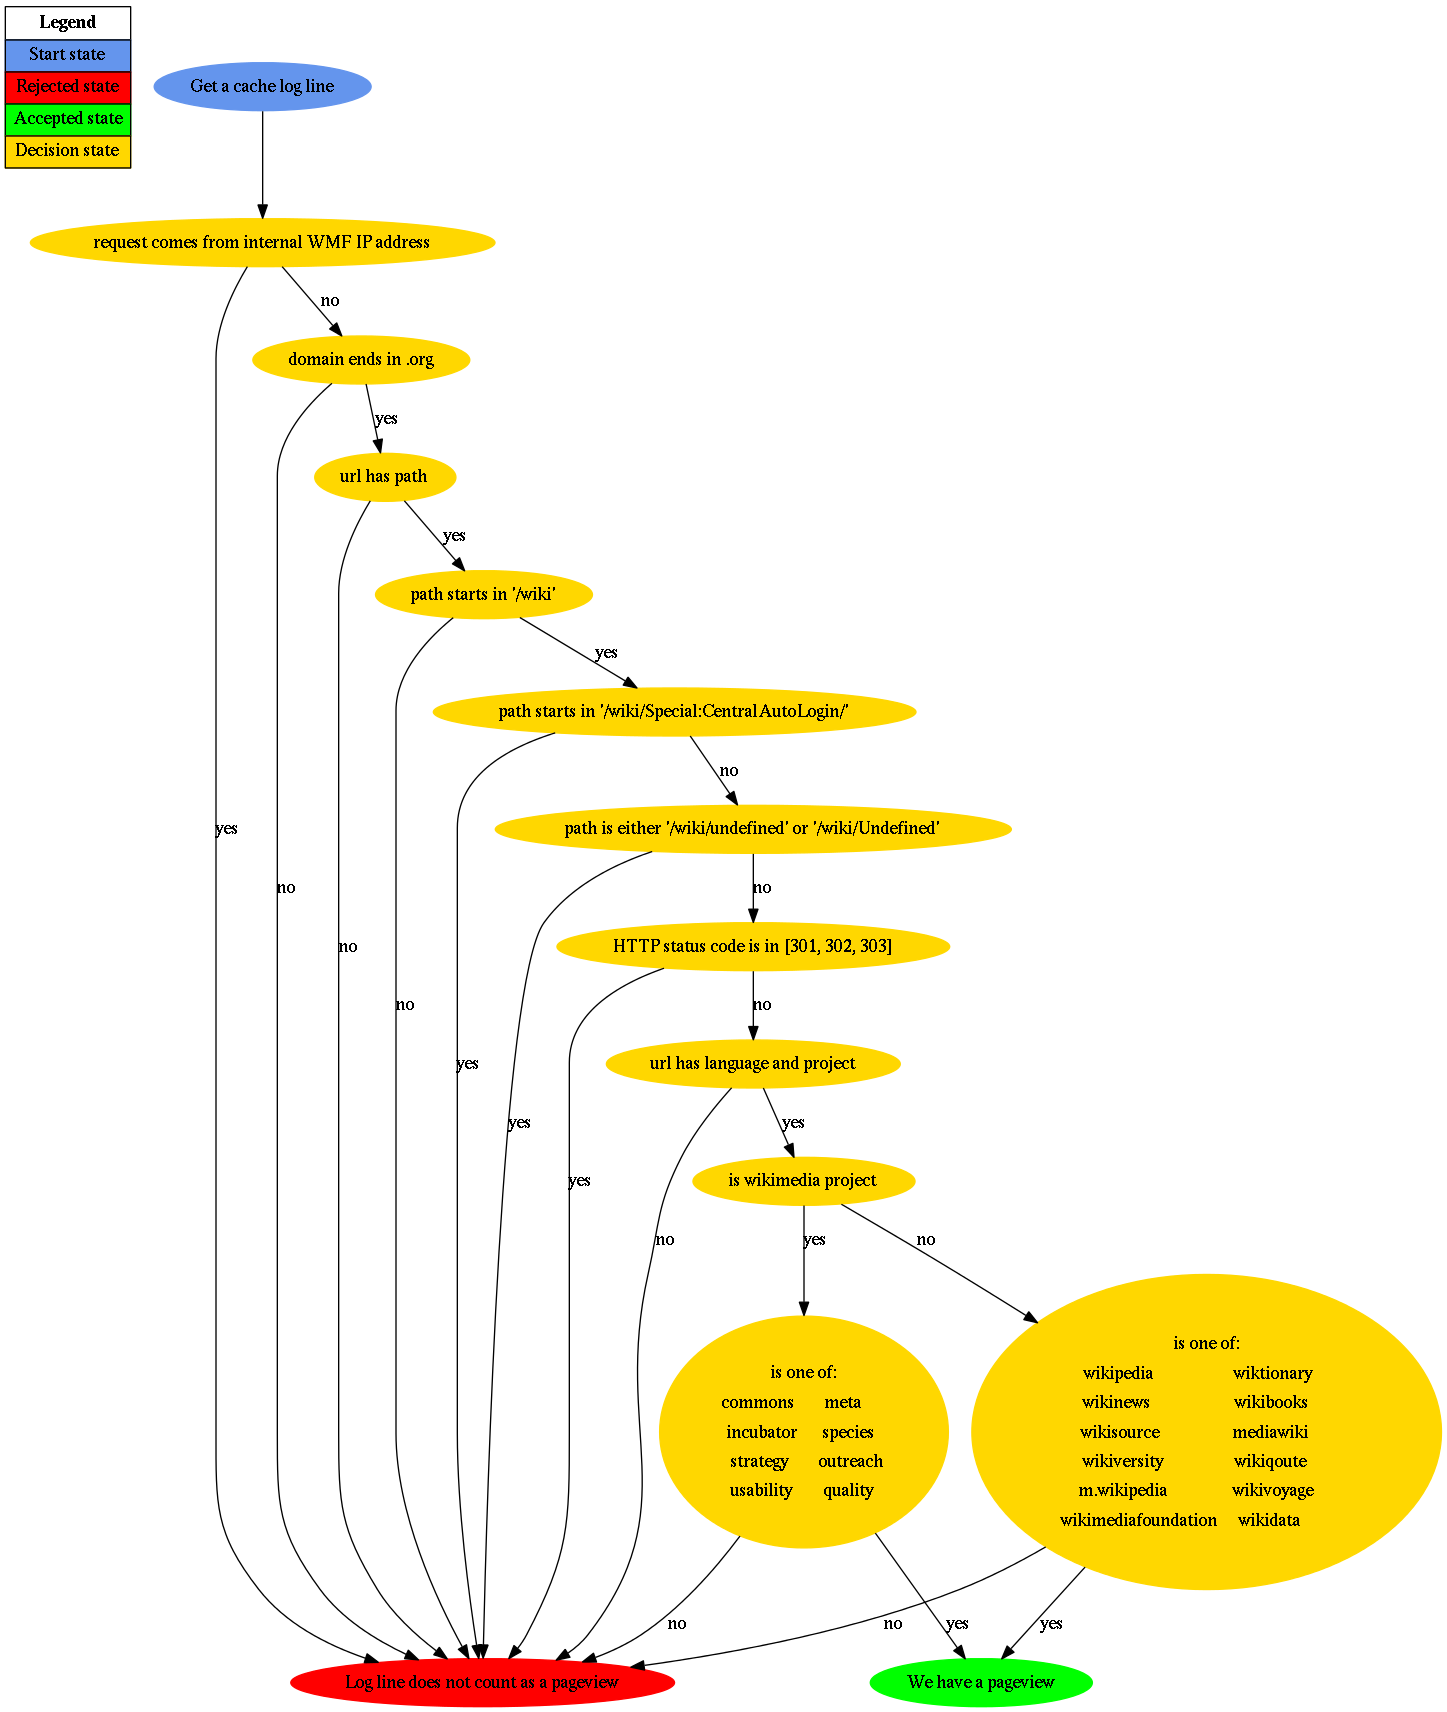 Legend
Start state
Rejected state
Accepted state
Decision state
Get a cache log line
request comes from internal WMF IP address
no
domain ends in .org
yes
url has path
yes
path starts in '/wiki'
yes
path starts in '/wiki/Special:CentralAutoLogin/'
no
path is either '/wiki/undefined' or '/wiki/Undefined'
yes
no
no
HTTP status code is in [301, 302, 303]
no
no
no
url has language and project
yes
yes
yes
is wikimedia project
yes
no
yes
no
is one of:
commons meta
incubator species
strategy outreach
usability quality
is one of:
wikipedia wiktionary
wikinews wikibooks
wikisource mediawiki
wikiversity wikiqoute
m.wikipedia wikivoyage
wikimediafoundation wikidata
no
yes
no
yes
Log line does not count as a pageview
We have a pageview